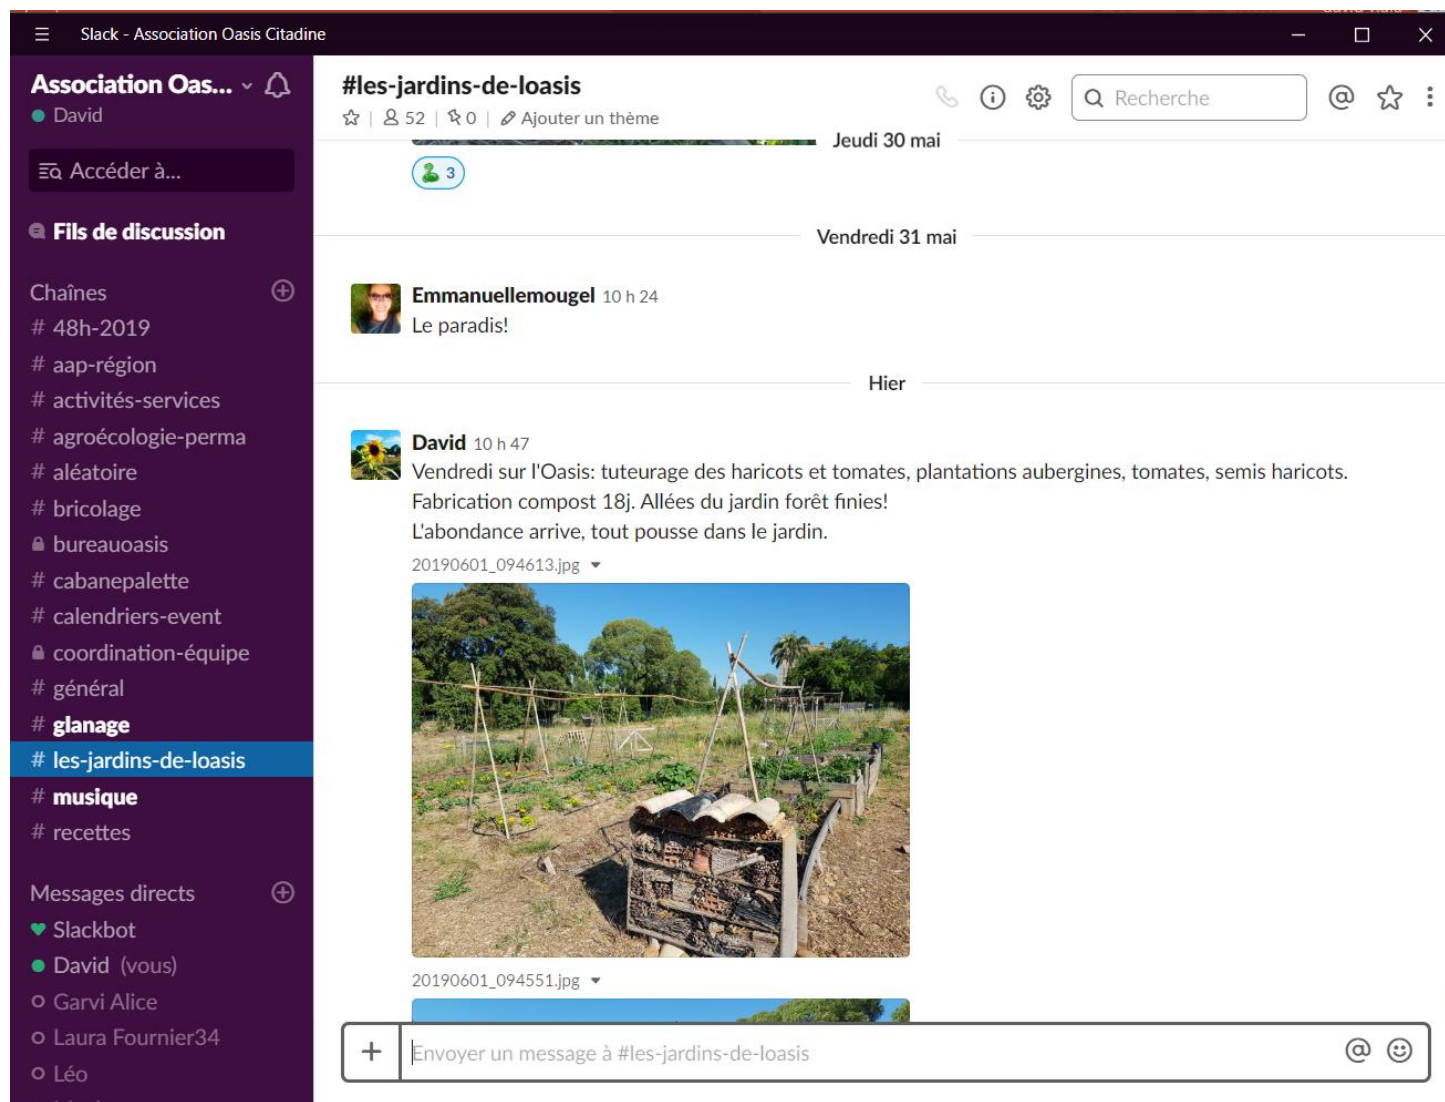 Slack - Association Oasis Citadine
Association Oas...
David
Accéder à...
Fils de discussion
Chaînes
# 48h-2019
# aap-région
# activités-services
# agroécologie-perma
# aléatoire
# bricolage
bureauoasis
# cabanepalette
# calendriers-event
coordination-équipe
# général
# glanage
# les-jardins-de-loasis
# musique
# recettes
Messages directs
Slackbot
David (vous)
Garvi Alice
Laura Fournier34
Léo
#les-jardins-de-loasis
52 | 0 | Ajouter un thème
Recherche
Jeudi 30 mai
3
Vendredi 31 mai
Emmanuellemougel 10 h 24
Le paradis!
Hier
David 10 h 47
Vendredi sur l'Oasis: tuteurage des haricots et tomates, plantations aubergines, tomates, semis haricots.
Fabrication compost 18j. Allées du jardin forêt finies!
L'abondance arrive, tout pousse dans le jardin.
20190601_094613.jpg
20190601_094551.jpg
Envoyer un message à #les-jardins-de-loasis